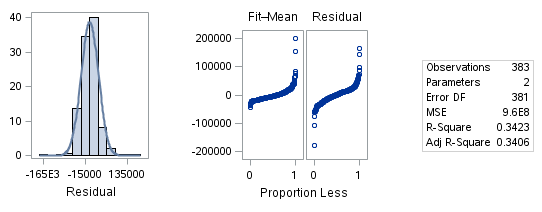 40
30
20
10
0
-165E3
-15000
135000
Residual
Fit–Mean
Residual
200000
100000
0
-100000
-200000
0
1
0
1
Proportion Less
Observations 383
Parameters 2
Error DF 381
MSE 9.6E8
R-Square 0.3423
Adj R-Square 0.3406